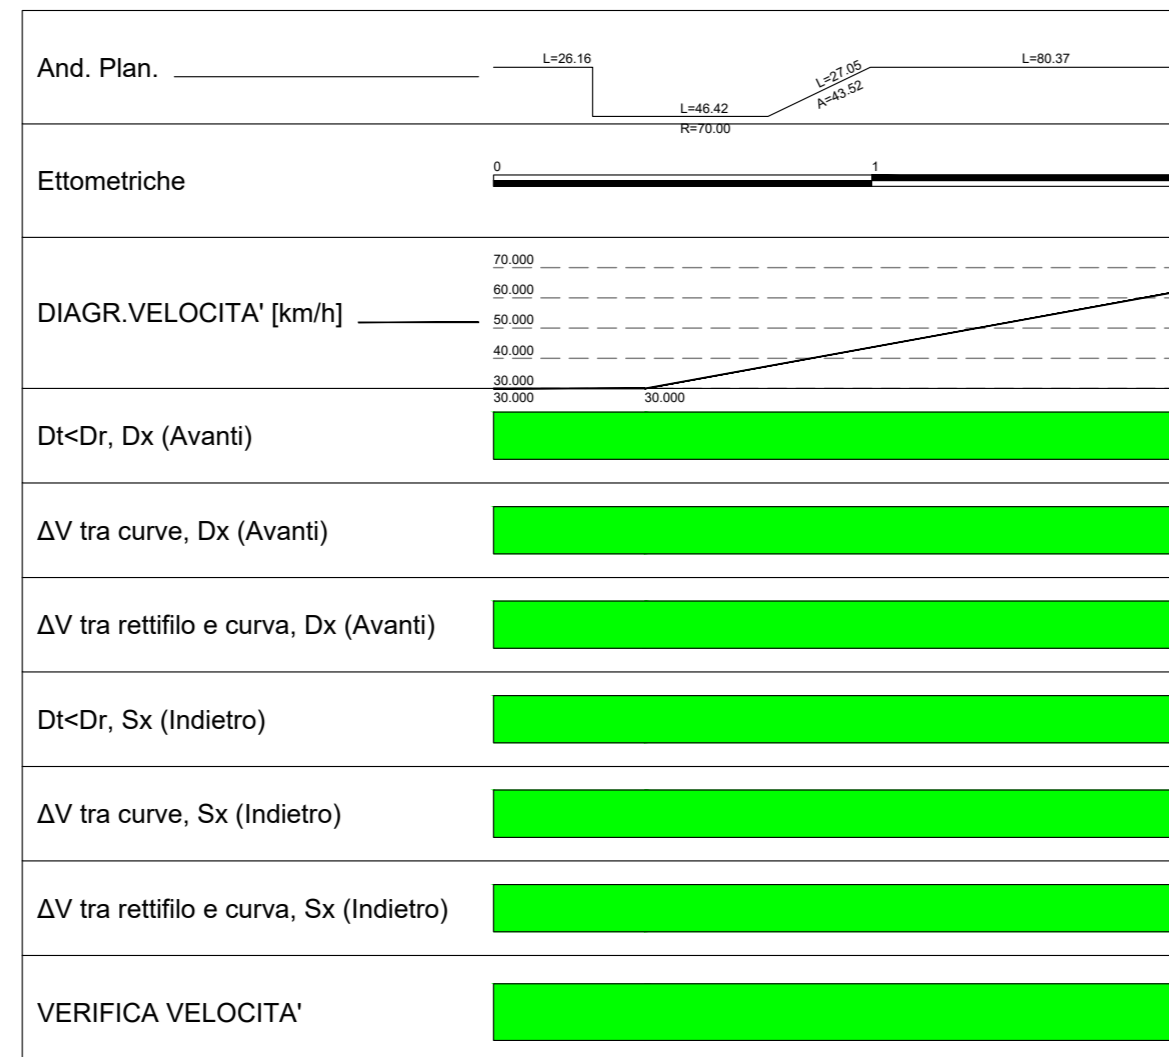 And. Plan.
L=26.16
L=46.42
R=70.00
L=27.05
A=43.52
L=80.37
Ettometriche
0
1
DIAGR.VELOCITA' [km/h]
70.000
60.000
50.000
40.000
30.000
30.000
30.000
Dt<Dr, Dx (Avanti)
ΔV tra curve, Dx (Avanti)
ΔV tra rettifilo e curva, Dx (Avanti)
Dt<Dr, Sx (Indietro)
ΔV tra curve, Sx (Indietro)
ΔV tra rettifilo e curva, Sx (Indietro)
VERIFICA VELOCITA'